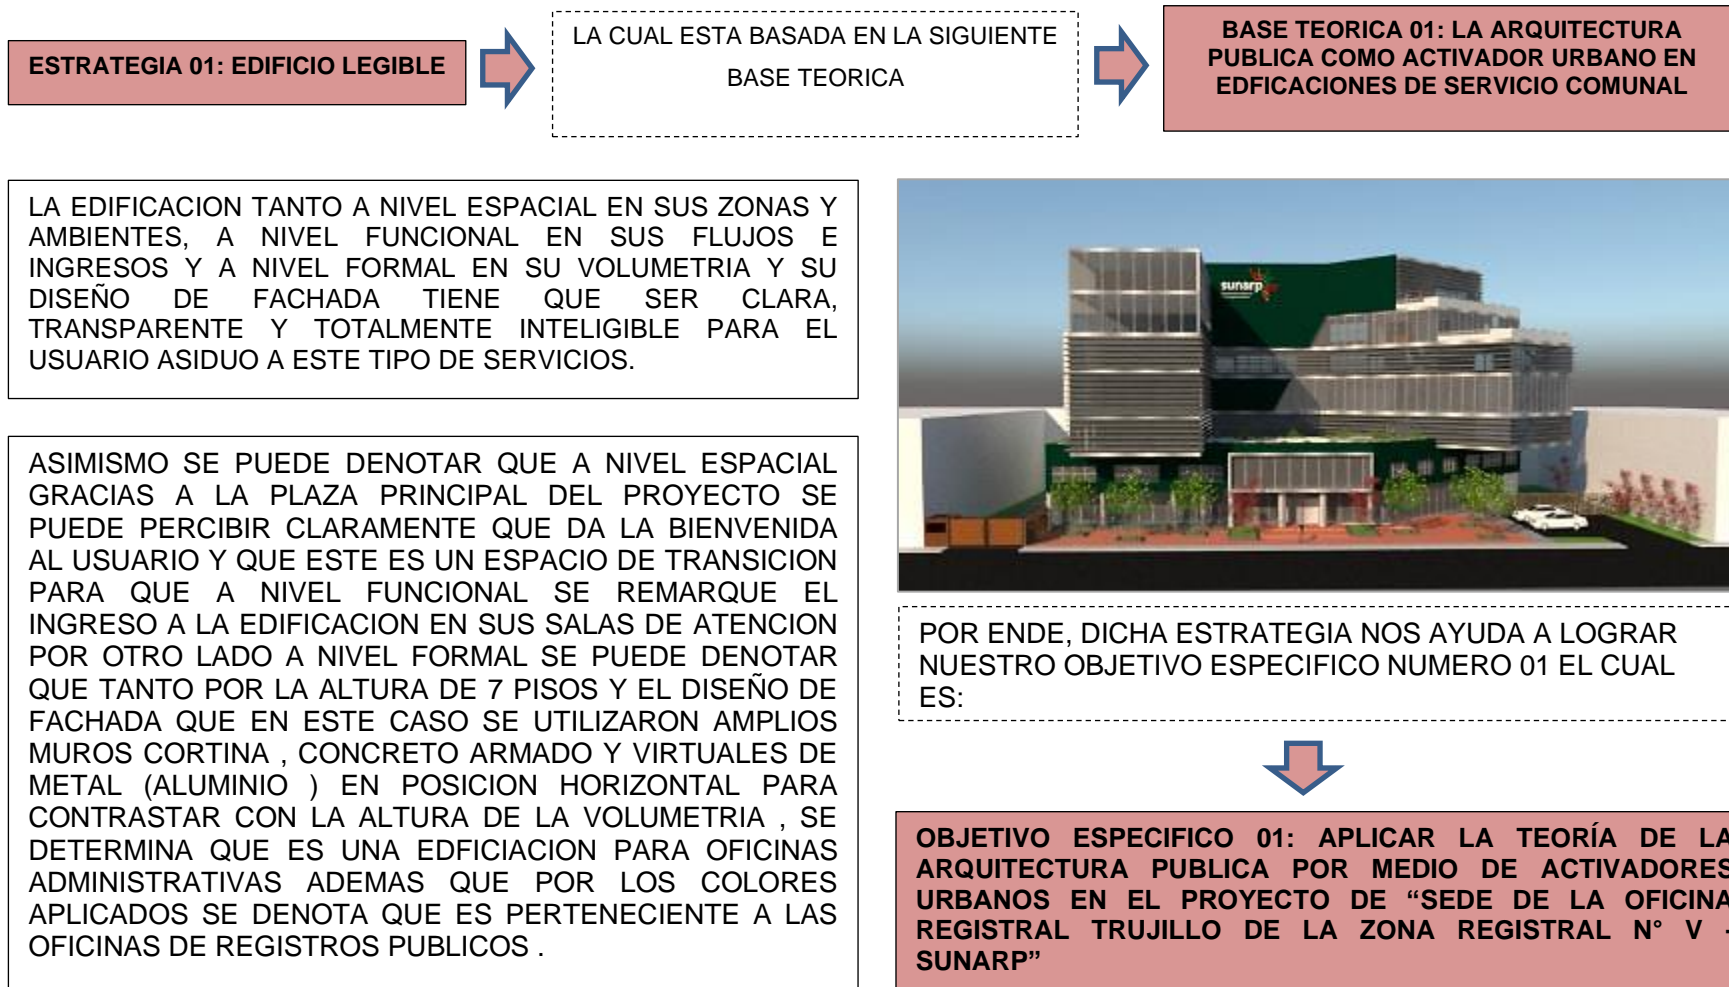 ESTRATEGIA 01: EDIFICIO LEGIBLE
LA CUAL ESTA BASADA EN LA SIGUIENTE
BASE TEORICA
BASE TEORICA 01: LA ARQUITECTURA
PUBLICA COMO ACTIVADOR URBANO EN
EDFICACIONES DE SERVICIO COMUNAL
LA EDIFICACION TANTO A NIVEL ESPACIAL EN SUS ZONAS Y
AMBIENTES, A NIVEL FUNCIONAL EN SUS FLUJOS E
INGRESOS Y A NIVEL FORMAL EN SU VOLUMETRIA Y SU
DISEÑO DE FACHADA TIENE QUE SER CLARA,
TRANSPARENTE Y TOTALMENTE INTELIGIBLE PARA EL
USUARIO ASIDUO A ESTE TIPO DE SERVICIOS.
ASIMISMO SE PUEDE DENOTAR QUE A NIVEL ESPACIAL
GRACIAS A LA PLAZA PRINCIPAL DEL PROYECTO SE
PUEDE PERCIBIR CLARAMENTE QUE DA LA BIENVENIDA
AL USUARIO Y QUE ESTE ES UN ESPACIO DE TRANSICION
PARA QUE A NIVEL FUNCIONAL SE REMARQUE EL
INGRESO A LA EDIFICACION EN SUS SALAS DE ATENCION
POR OTRO LADO A NIVEL FORMAL SE PUEDE DENOTAR
QUE TANTO POR LA ALTURA DE 7 PISOS Y EL DISEÑO DE
FACHADA QUE EN ESTE CASO SE UTILIZARON AMPLIOS
MUROS CORTINA , CONCRETO ARMADO Y VIRTUALES DE
METAL (ALUMINIO ) EN POSICION HORIZONTAL PARA
CONTRASTAR CON LA ALTURA DE LA VOLUMETRIA , SE
DETERMINA QUE ES UNA EDFICIACION PARA OFICINAS
ADMINISTRATIVAS ADEMAS QUE POR LOS COLORES
APLICADOS SE DENOTA QUE ES PERTENECIENTE A LAS
OFICINAS DE REGISTROS PUBLICOS .
sunarp
POR ENDE, DICHA ESTRATEGIA NOS AYUDA A LOGRAR
NUESTRO OBJETIVO ESPECIFICO NUMERO 01 EL CUAL
ES:
OBJETIVO ESPECIFICO 01: APLICAR LA TEORÍA DE LA
ARQUITECTURA PUBLICA POR MEDIO DE ACTIVADORES
URBANOS EN EL PROYECTO DE “SEDE DE LA OFICINA
REGISTRAL TRUJILLO DE LA ZONA REGISTRAL N° V -
SUNARP”